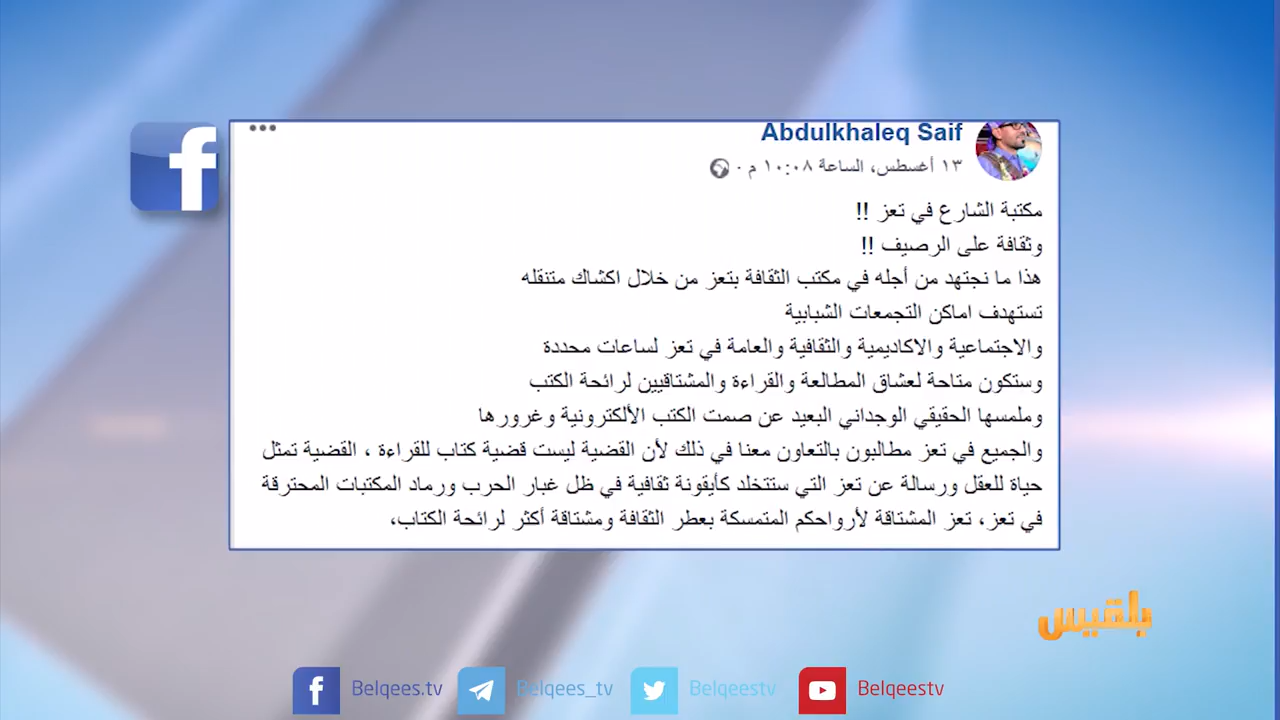 Abdulkhaleq Saif
١٣ أغسطس، الساعة ١٠:٠٨ م ·
مكتبة الشارع في تعز !!
وثقافة على الرصيف !!
هذا ما نجتهد من أجله في مكتب الثقافة بتعز من خلال اكشاك متنقله
تستهدف اماكن التجمعات الشبابية
والاجتماعية والاكاديمية والثقافية والعامة في تعز لساعات محددة
وستكون متاحة لعشاق المطالعة والقراءة والمشتاقيين لرائحة الكتب
وملمسها الحقيقي الوجداني البعيد عن صمت الكتب الألكترونية وغرورها
والجميع في تعز مطالبون بالتعاون معنا في ذلك لأن القضية ليست قضية كتاب للقراءة ، القضية تمثل
حياة للعقل ورسالة عن تعز التي ستتخلد كأيقونة ثقافية في ظل غبار الحرب ورماد المكتبات المحترقة
في تعز، تعز المشتاقة لأرواحكم المتمسكة بعطر الثقافة ومشتاقة أكثر لرائحة الكتاب،
بلقيس
Belqees.tv
Belqees_tv
Belqeestv
Belqeestv